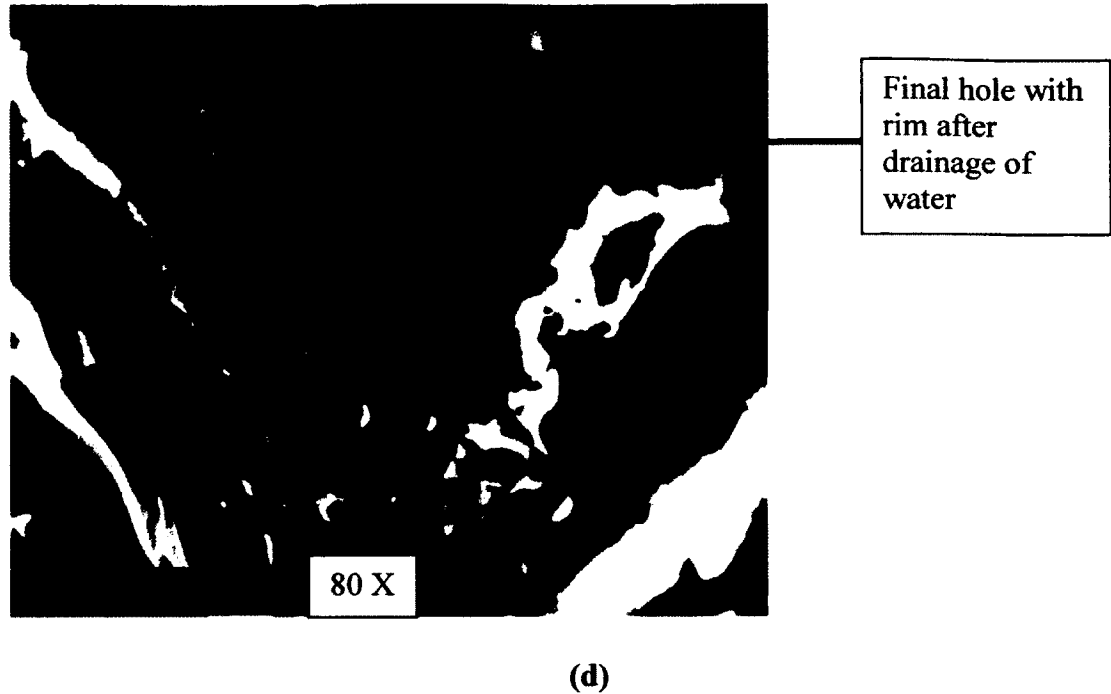 Final hole with
rim after
drainage of
water
80 X
(d)